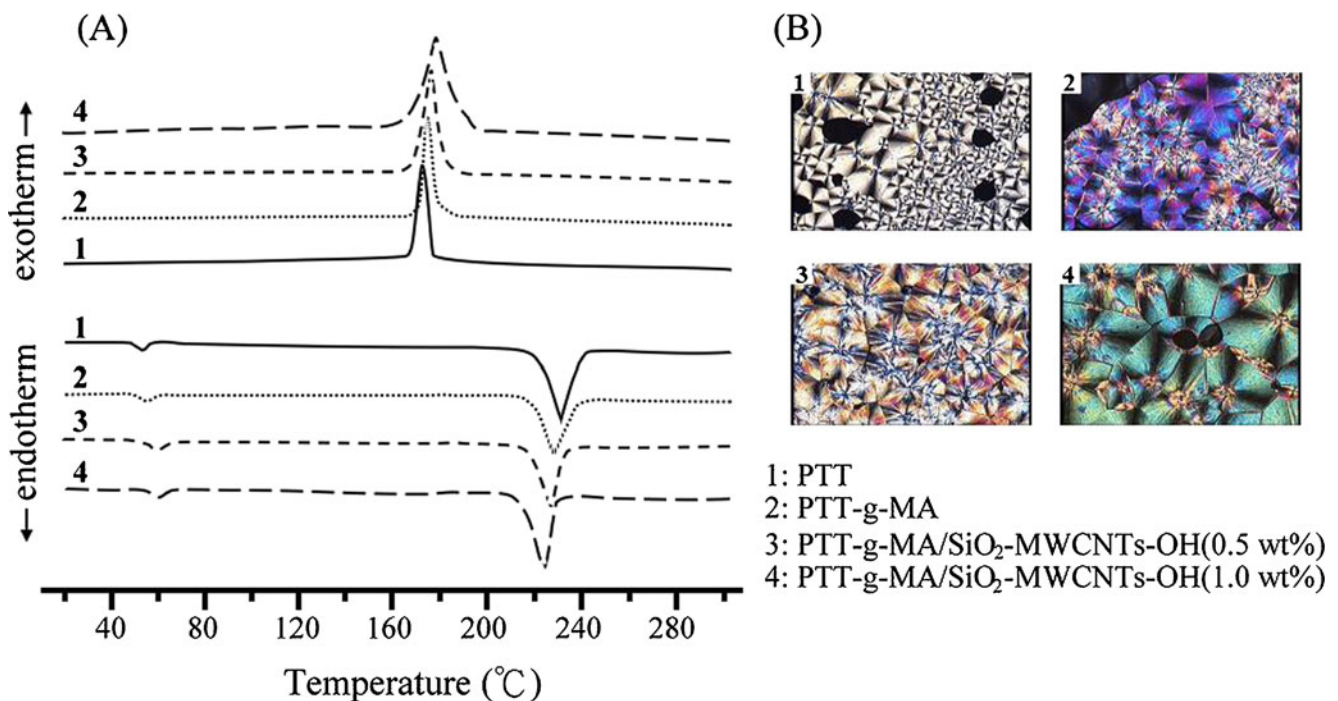 (A)
(B)
exotherm →
← endotherm
4
3
2
1
1
2
3
4
40 80 120 160 200 240 280
Temperature (℃)
1
2
3
4
1: PTT
2: PTT-g-MA
3: PTT-g-MA/SiO₂-MWCNTs-OH(0.5 wt%)
4: PTT-g-MA/SiO₂-MWCNTs-OH(1.0 wt%)